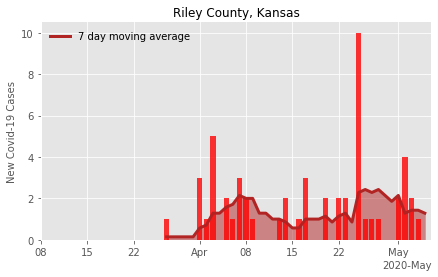 Riley County, Kansas
7 day moving average
New Covid-19 Cases
10
8
6
4
2
0
08 15 22 Apr 08 15 22 May
2020-May